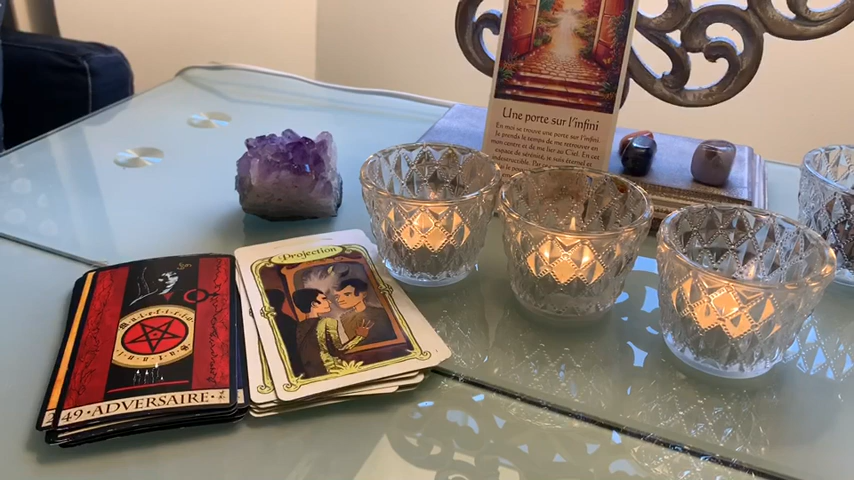 Une porte sur l'infini
En moi se trouve une porte sur l'infini.
Je prends le temps de me retrouver en
mon centre et de me lier au Ciel. En cet
espace de sérénité, je suis éternel et
indestructible.
Projection
49 • ADVERSAIRE •